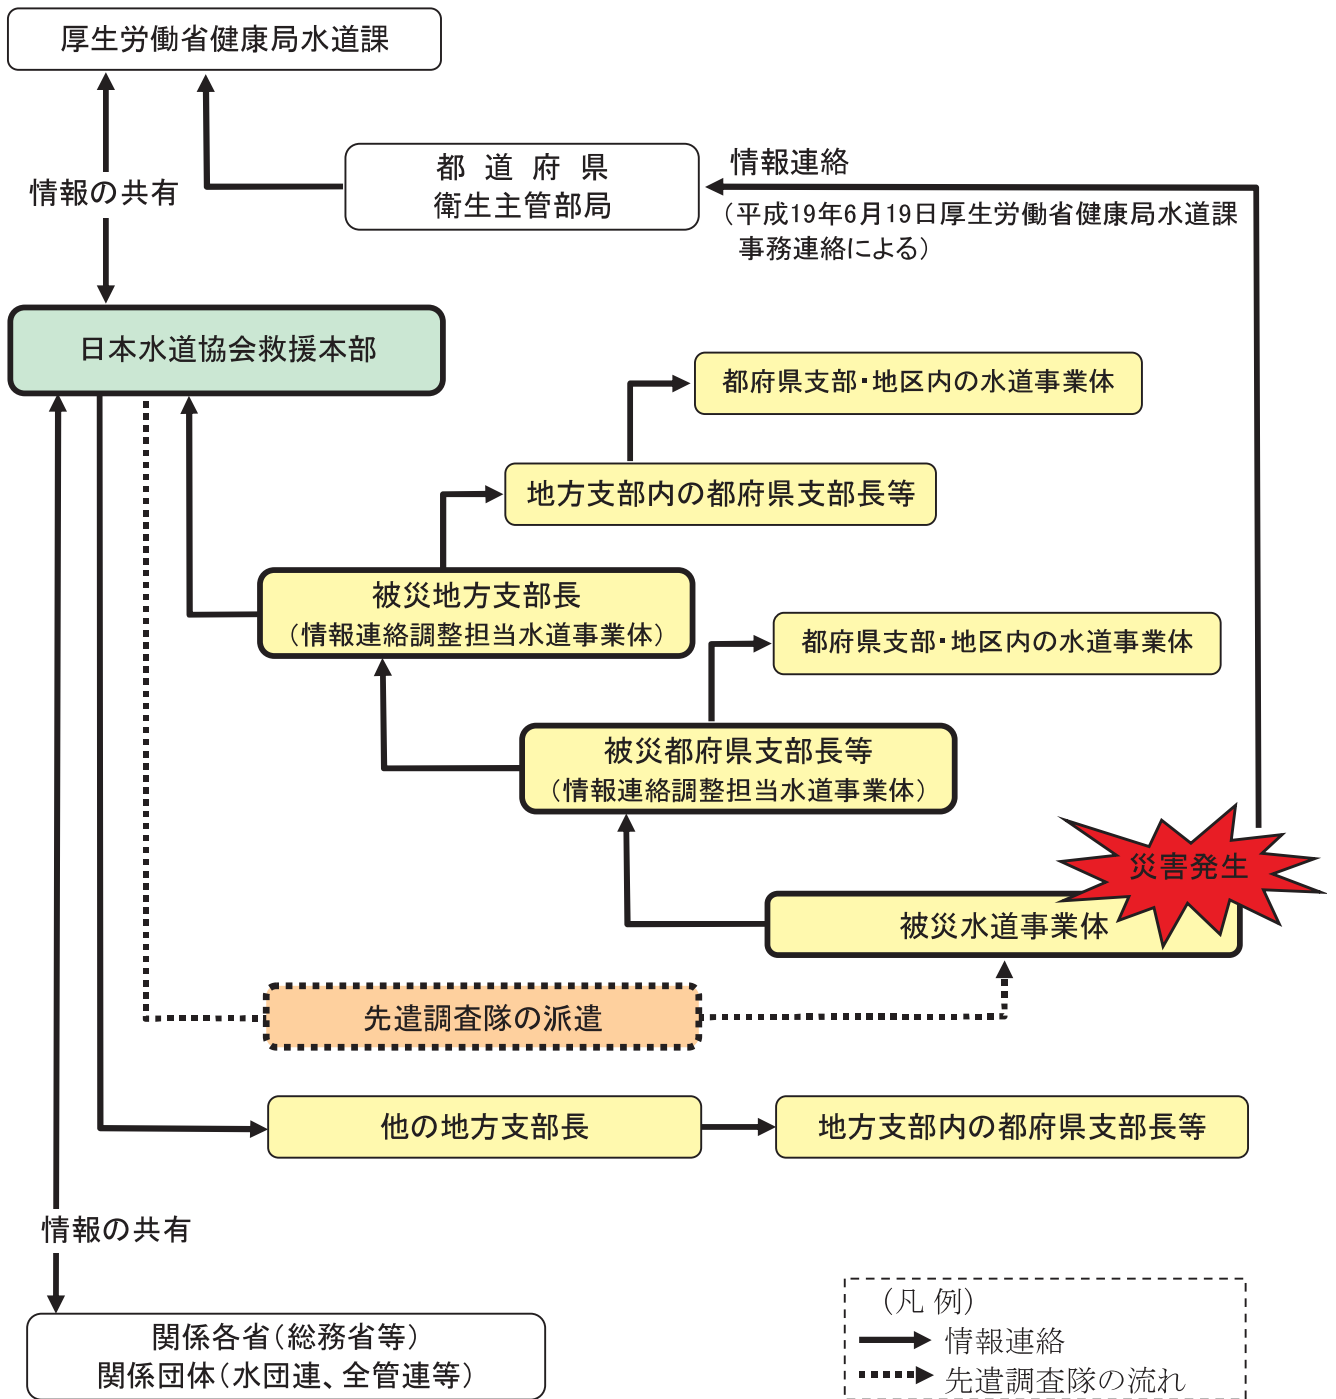 厚生労働省健康局水道課
都道府県
衛生主管部局
情報連絡
（平成19年6月19日厚生労働省健康局水道課
事務連絡による）
情報の共有
日本水道協会救援本部
都府県支部・地区内の水道事業体
地方支部内の都府県支部長等
被災地方支部長
（情報連絡調整担当水道事業体）
都府県支部・地区内の水道事業体
被災都府県支部長等
（情報連絡調整担当水道事業体）
災害発生
被災水道事業体
先遣調査隊の派遣
他の地方支部長
地方支部内の都府県支部長等
情報の共有
関係各省（総務省等）
関係団体（水団連、全管連等）
（凡 例）
情報連絡
先遣調査隊の流れ